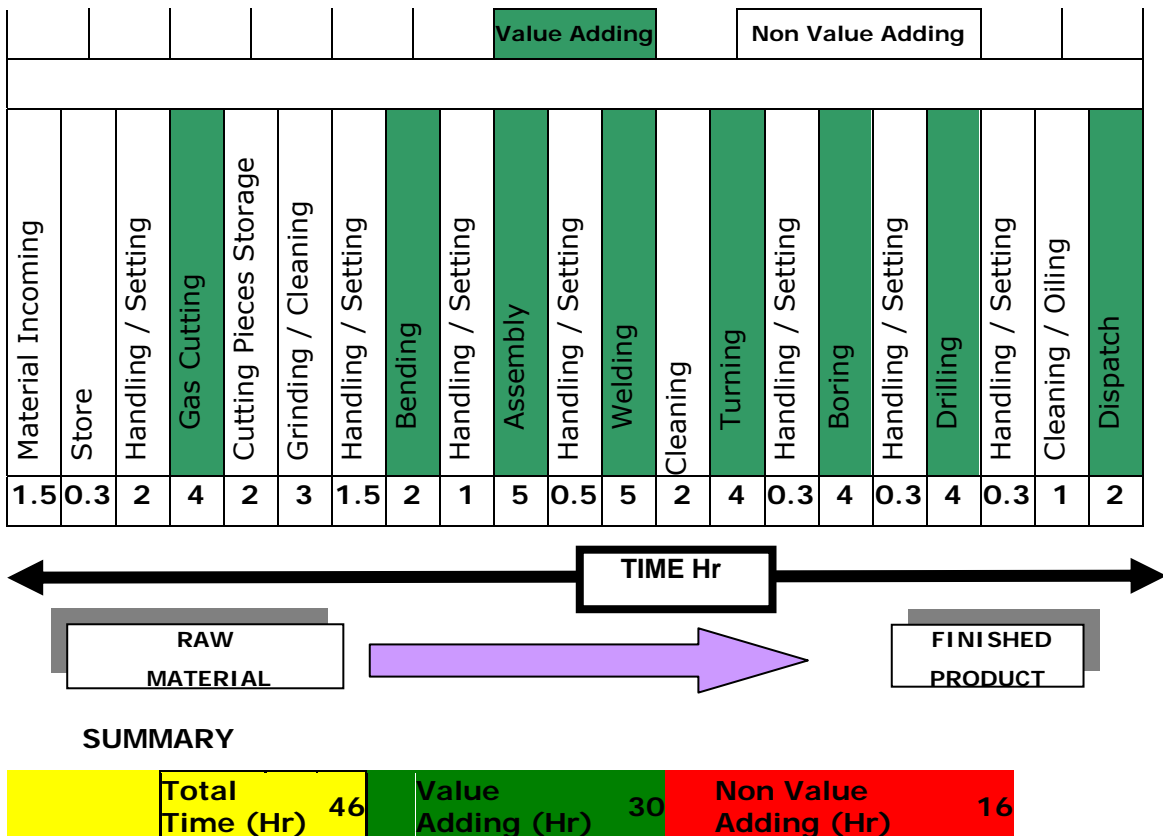 Value Adding Non Value Adding
Material Incoming
Store
Handling / Setting
Gas Cutting
Cutting Pieces Storage
Grinding / Cleaning
Handling / Setting
Bending
Handling / Setting
Assembly
Handling / Setting
Welding
Cleaning
Turning
Handling / Setting
Boring
Handling / Setting
Drilling
Handling / Setting
Cleaning / Oiling
Dispatch
1.5 0.3 2 4 2 3 1.5 2 1 5 0.5 5 2 4 0.3 4 0.3 4 0.3 1 2
TIME Hr
RAW
MATERIAL
FINISHED
PRODUCT
SUMMARY
Total
Time (Hr) 46
Value
Adding (Hr) 30
Non Value
Adding (Hr) 16